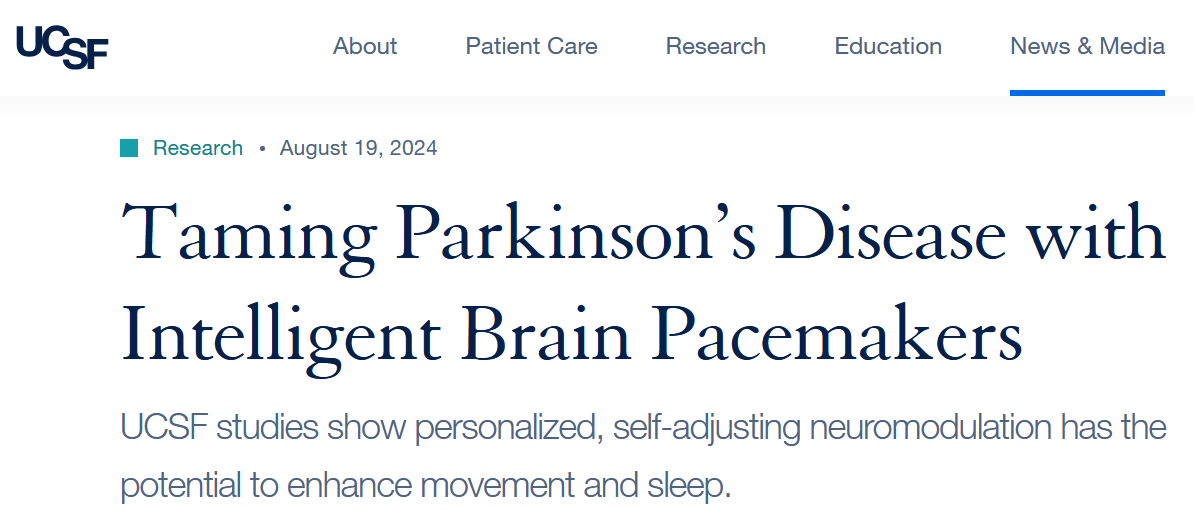 UCSF
About
Patient Care
Research
Education
News & Media
Research • August 19, 2024
Taming Parkinson’s Disease with
Intelligent Brain Pacemakers
UCSF studies show personalized, self-adjusting neuromodulation has the
potential to enhance movement and sleep.